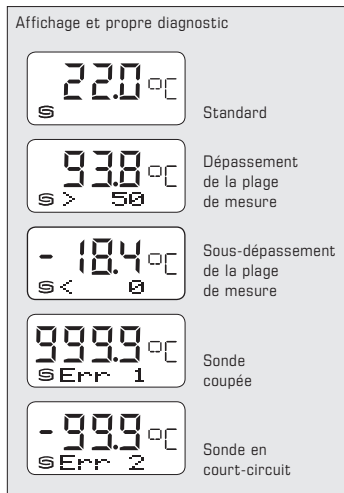 Affichage et propre diagnostic
22.0 °C
S
Standard
93.8 °C
S > 50
Dépassement
de la plage
de mesure
- 18.4 °C
S < 0
Sous-dépassement
de la plage
de mesure
999.9 °C
S Err 1
Sonde
coupée
-99.9 °C
S Err 2
Sonde en
court-circuit